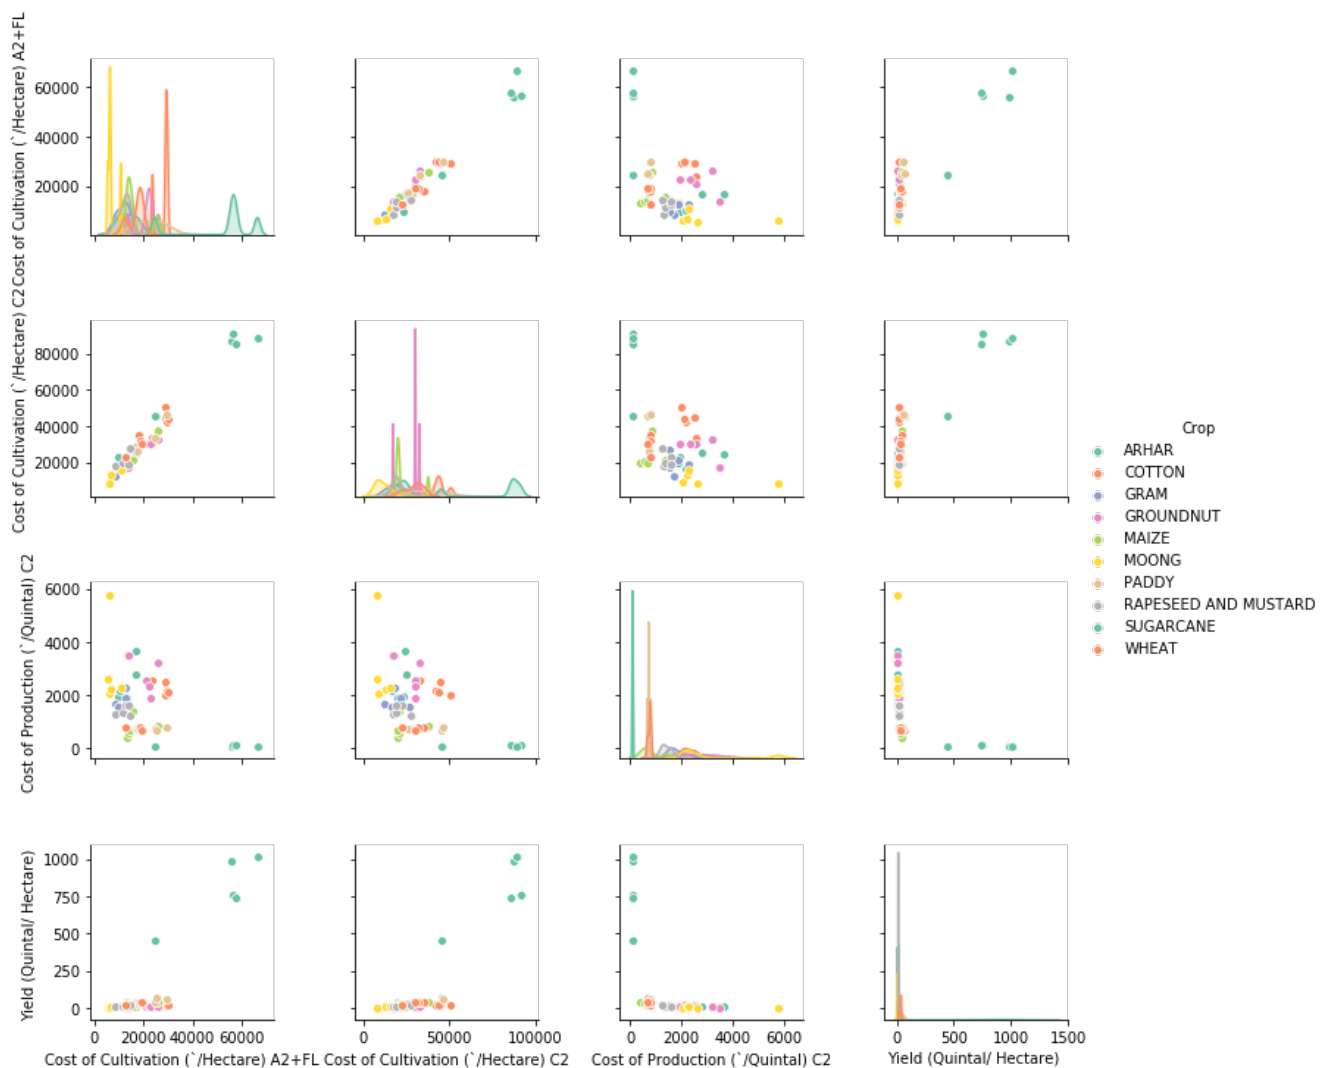 Cost of Cultivation (`/Hectare) A2+FL
60000
40000
20000
Cost of Cultivation (`/Hectare) C2
80000
60000
40000
20000
Cost of Production (`/Quintal) C2
6000
4000
2000
0
Yield (Quintal/ Hectare)
1000
750
500
250
0
0 20000 40000 60000
Cost of Cultivation (`/Hectare) A2+FL
0 50000 100000
Cost of Cultivation (`/Hectare) C2
0 2000 4000 6000
Cost of Production (`/Quintal) C2
0 500 1000 1500
Yield (Quintal/ Hectare)
Crop
ARHAR
COTTON
GRAM
GROUNDNUT
MAIZE
MOONG
PADDY
RAPESEED AND MUSTARD
SUGARCANE
WHEAT